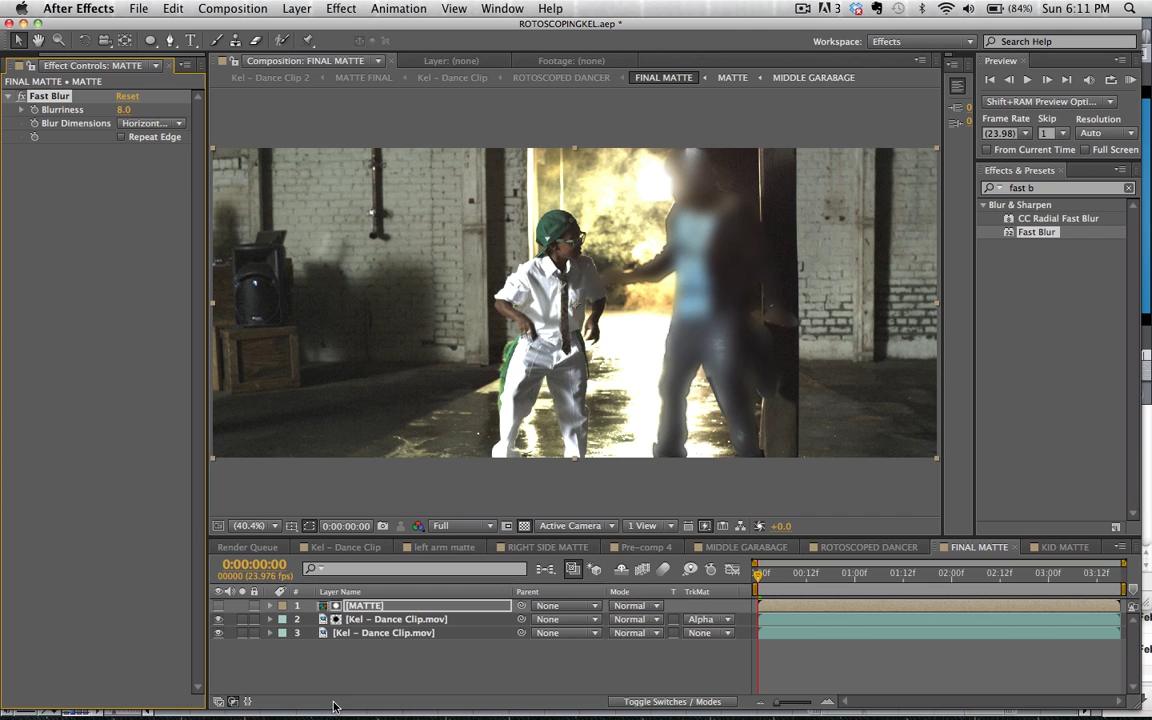 After Effects File Edit Composition Layer Effect Animation View Window Help 3 (84%) Sun 6:11 PM
ROTOSCOPINGKEL.aep *
Workspace: Effects Search Help
Effect Controls: MATTE Composition: FINAL MATTE Layer: (none) Footage: (none) Preview
FINAL MATTE • MATTE Kel – Dance Clip 2 MATTE FINAL Kel – Dance Clip ROTOSCOPED DANCER FINAL MATTE MATTE MIDDLE GARABAGE
fx Fast Blur Reset
Blurriness 8.0
Blur Dimensions Horizont...
Repeat Edge
Shift+RAM Preview Opti...
Frame Rate Skip Resolution
(23.98) 1 Auto
From Current Time Full Screen
Effects & Presets
fast b
Blur & Sharpen
CC Radial Fast Blur
Fast Blur
(40.4%) 0:00:00:00 Full Active Camera 1 View +0.0
Render Queue Kel – Dance Clip left arm matte RIGHT SIDE MATTE Pre-comp 4 MIDDLE GARABAGE ROTOSCOPED DANCER FINAL MATTE KID MATTE
0:00:00:00
00000 (23.976 fps)
00:12f 01:00f 01:12f 02:00f 02:12f 03:00f 03:12f
# Layer Name Parent Mode T TrkMat
1 [MATTE] None Normal
2 [Kel – Dance Clip.mov] None Normal Alpha
3 [Kel – Dance Clip.mov] None Normal None
Toggle Switches / Modes